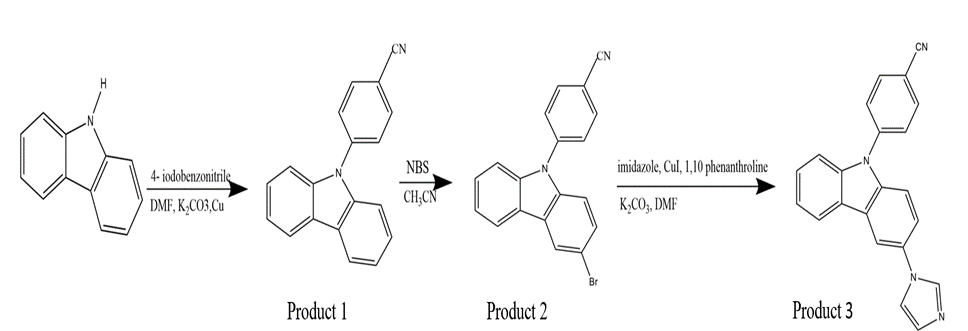 H
N
4- iodobenzonitrile
DMF, K2CO3,Cu
CN
N
Product 1
NBS
CH3CN
CN
N
Br
Product 2
imidazole, CuI, 1,10 phenanthroline
K2CO3, DMF
CN
N
N
N
Product 3